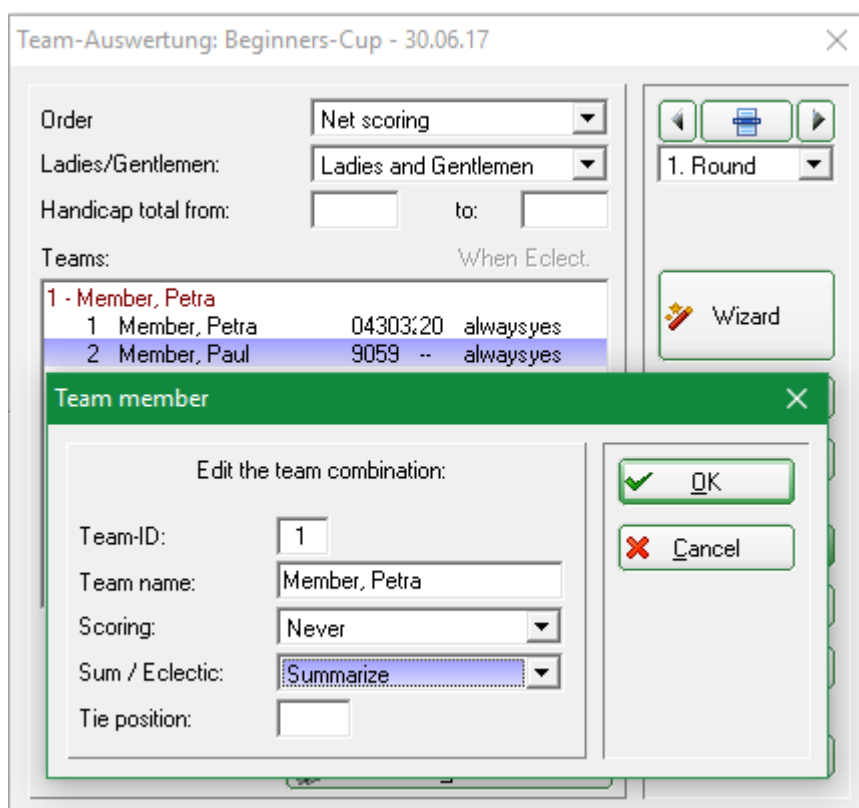 Team-Auswertung: Beginners-Cup - 30.06.17
Order Net scoring
1. Round
Ladies/Gentlemen: Ladies and Gentlemen
Handicap total from: to:
Teams: When Eclect.
1 - Member, Petra
1 Member, Petra 04303 20 alwaysyes
2 Member, Paul 9059 -- alwaysyes
Wizard
Team member
Edit the team combination:
Team-ID: 1
Team name: Member, Petra
Scoring: Never
Sum / Eclectic: Summarize
Tie position:
OK
Cancel